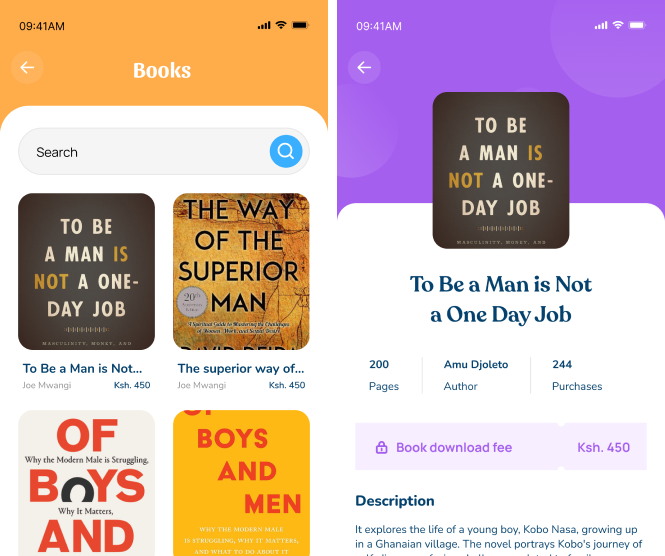 09:41AM
Books
Search
TO BE
A MAN IS
NOT A ONE-
DAY JOB
MASCULINITY, MONEY, AND
THE WAY
OF THE
SUPERIOR
MAN
20th
A Spiritual Guide to Mastering the Challenges
of Women, Work, and Sexual Desire
DAVID DEIDA
To Be a Man is Not...
Joe Mwangi
Ksh. 450
The superior way of...
Joe Mwangi
Ksh. 450
OF
Why the Modern Male is Struggling,
BOYS
Why It Matters,
AND
OF
BOYS
AND
MEN
WHY THE MODERN MALE
IS STRUGGLING, WHY IT MATTERS,
AND WHAT TO DO ABOUT IT
09:41AM
TO BE
A MAN IS
NOT A ONE-
DAY JOB
MASCULINITY, MONEY, AND
To Be a Man is Not
a One Day Job
200
Pages
Amu Djoleto
Author
244
Purchases
Book download fee
Ksh. 450
Description
It explores the life of a young boy, Kobo Nasa, growing up
in a Ghanaian village. The novel portrays Kobo's journey of